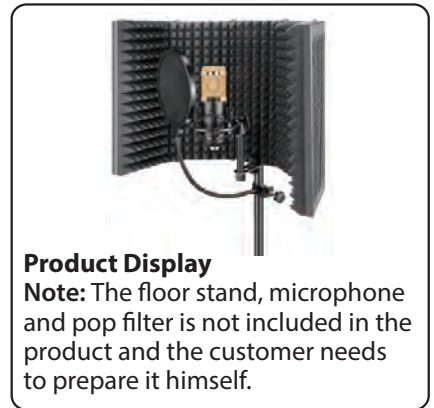 Product Display
Note: The floor stand, microphone
and pop filter is not included in the
product and the customer needs
to prepare it himself.